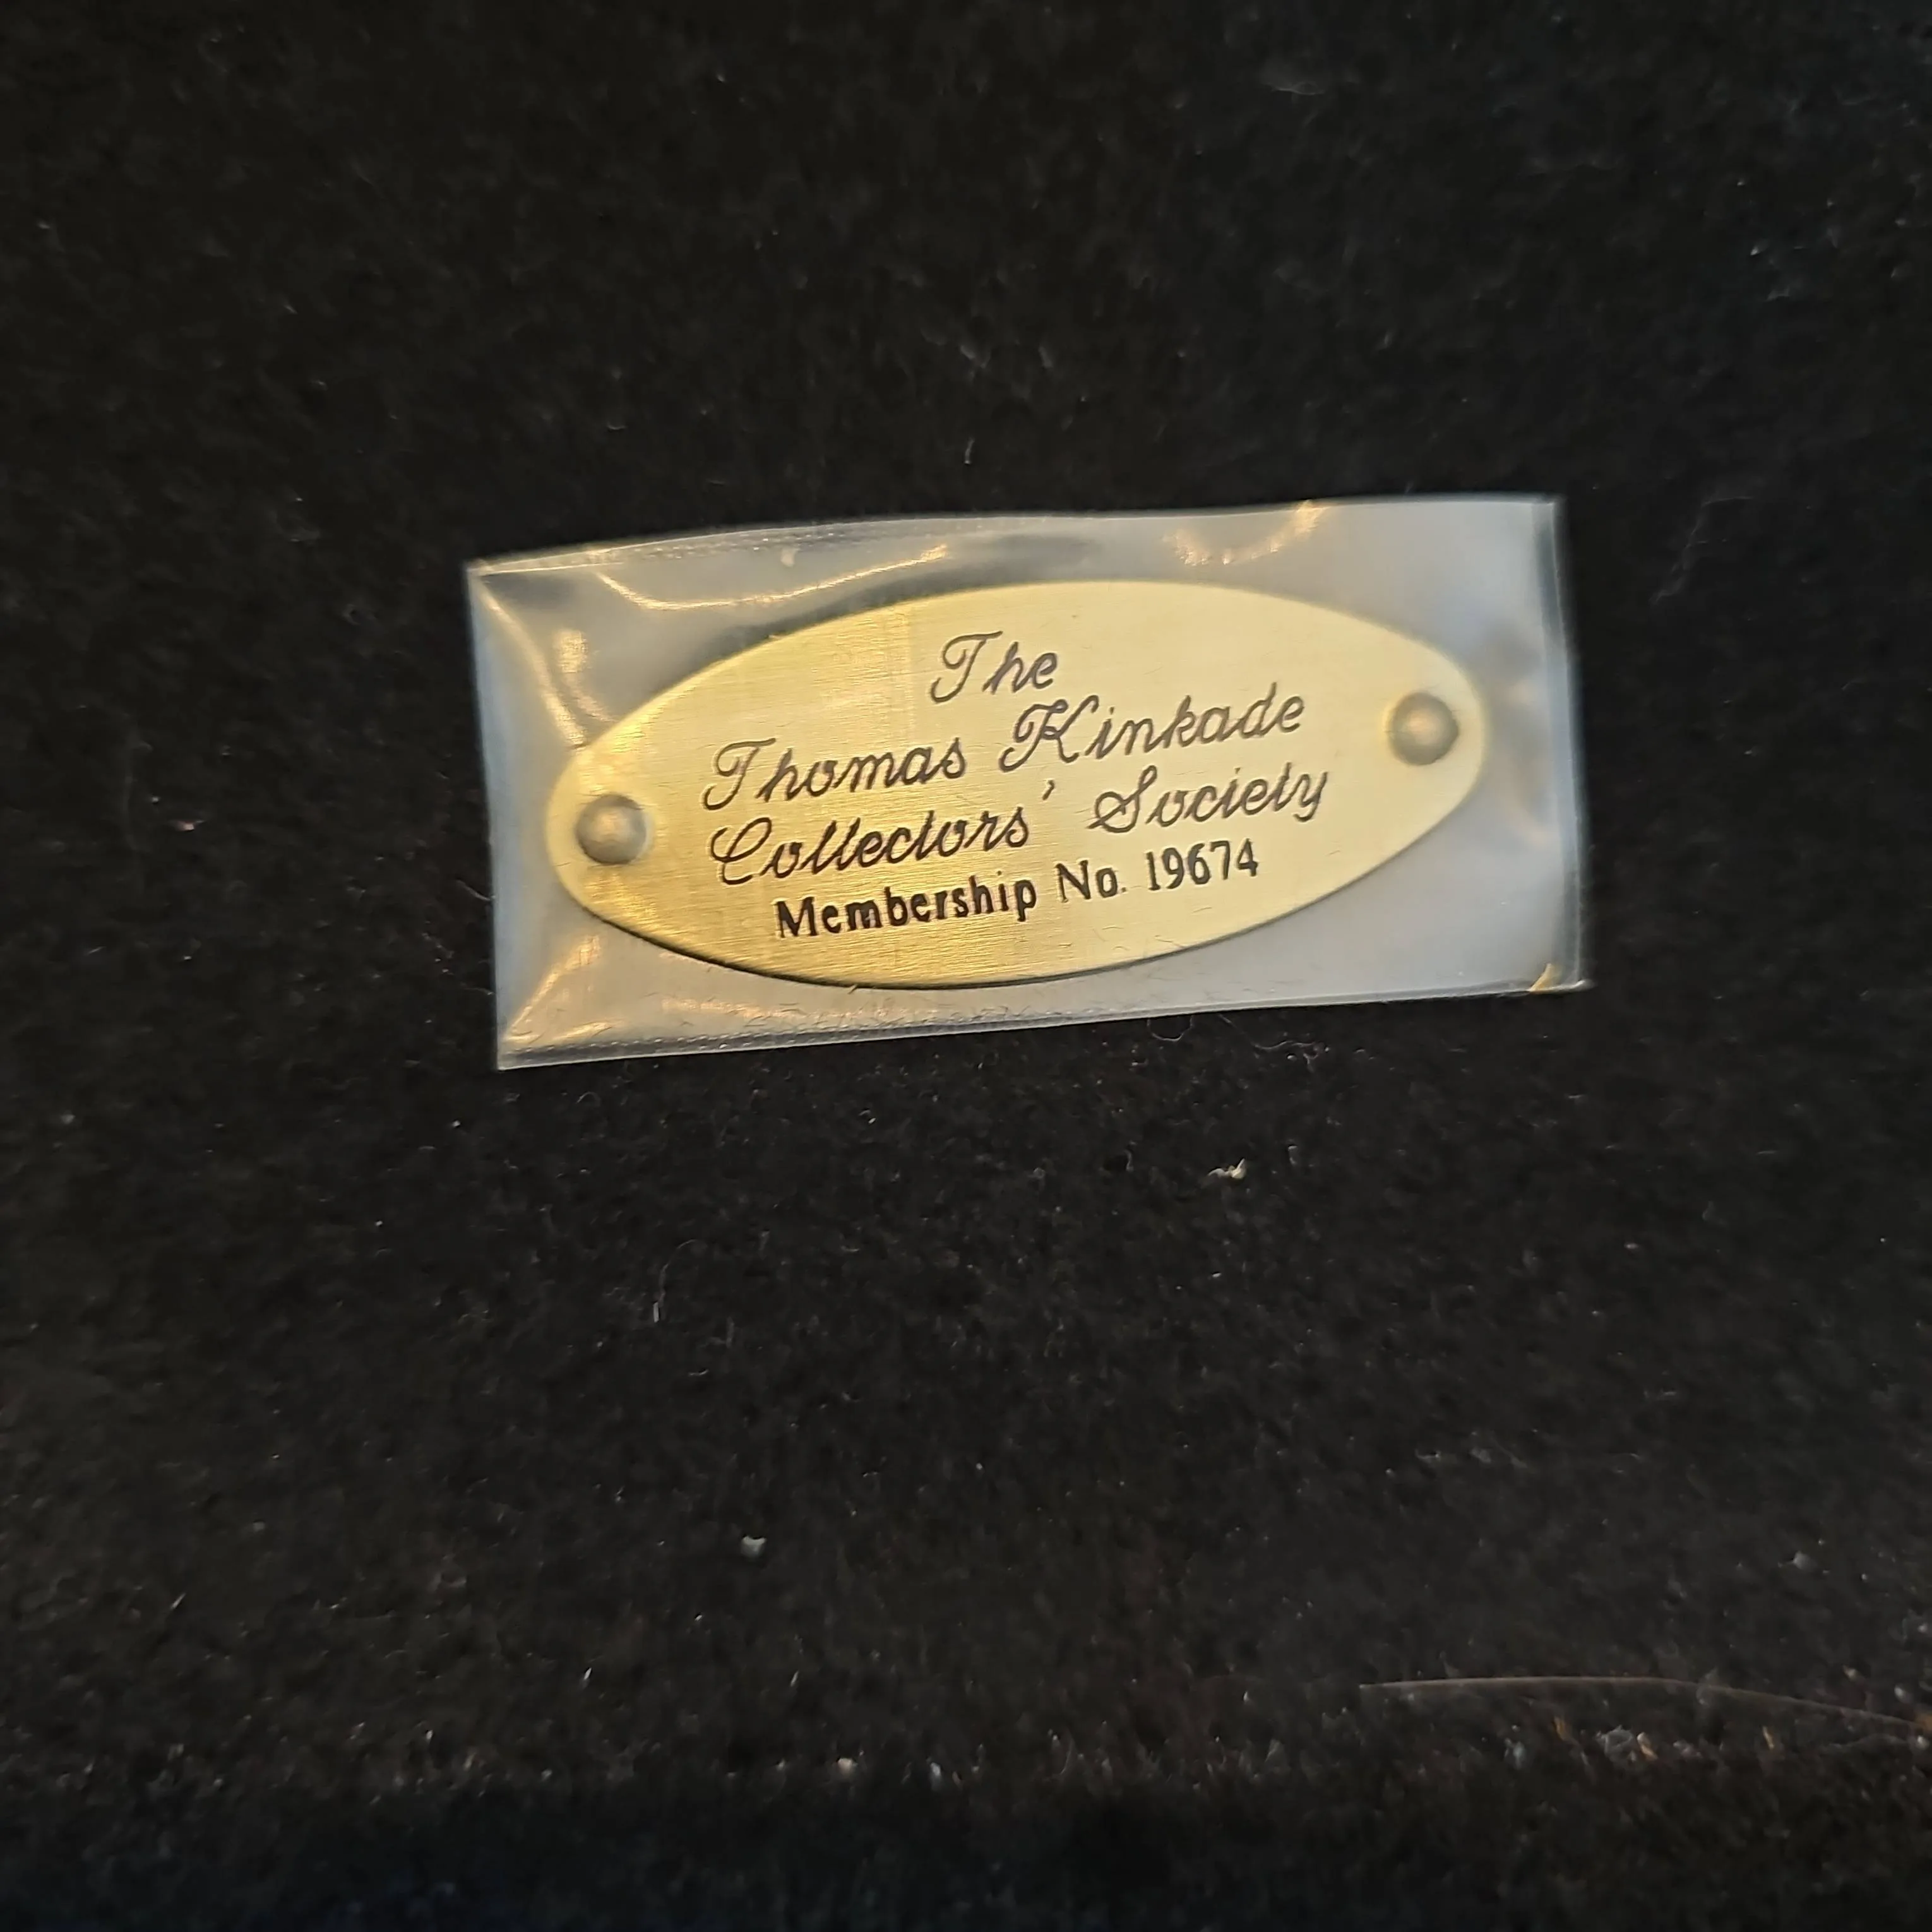 The
Thomas Kinkade
Collectors' Society
Membership No. 19674